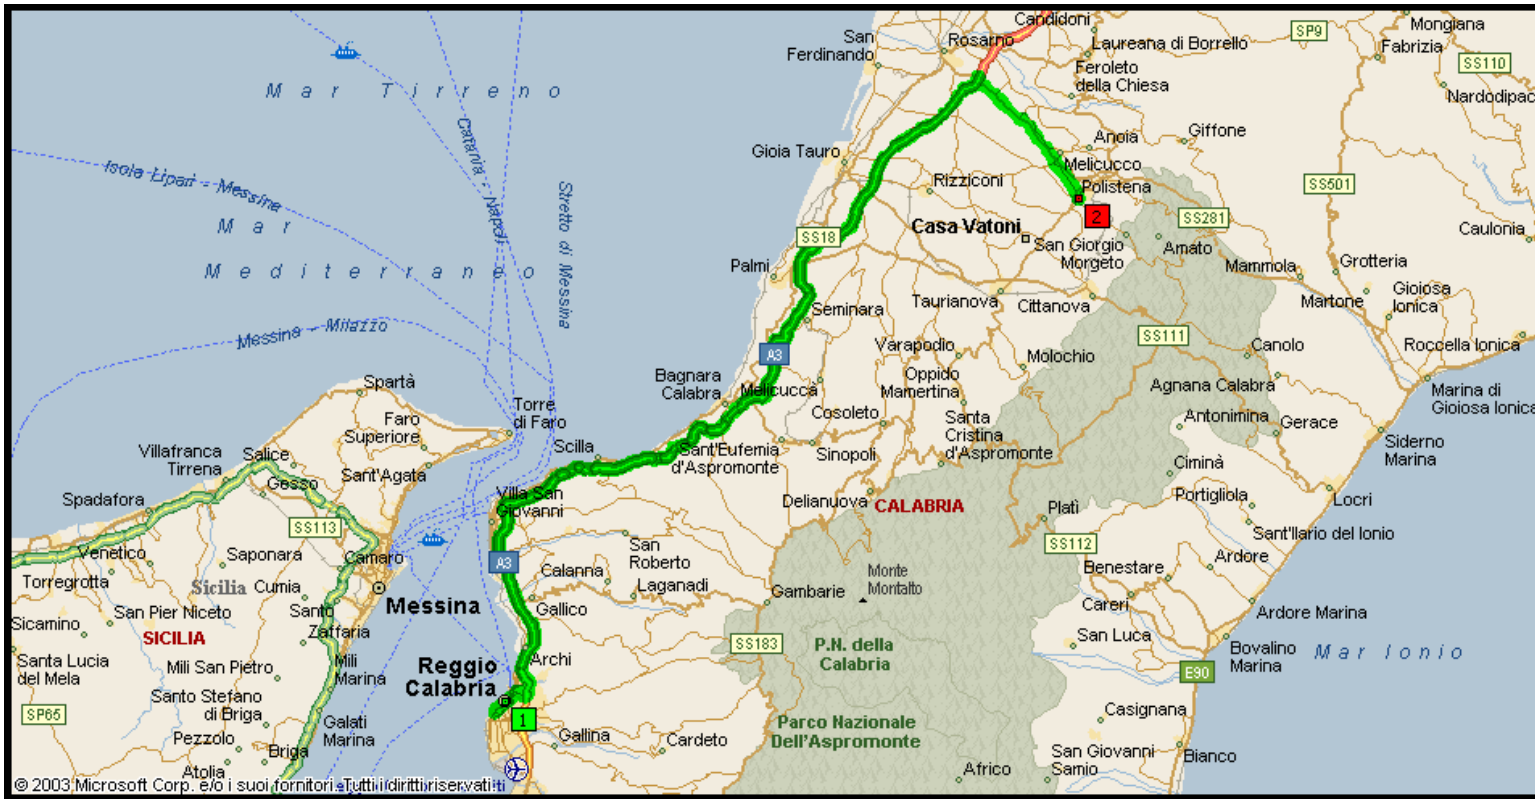 Candidoni
Mongiana
San
Ferdinando
Rosarno
Laureana di Borrello
SP9
Fabrizia
Feroleto
della Chiesa
SS110
Nardodipac
Mar Tirreno
Catania - Napoli
Stretto di Messina
Isola Lipari - Messina
Mar
Mediterraneo
Messina - Milazzo
Gioia Tauro
Anoia
Giffone
Melicucco
Polistena
Rizziconi
2
SS501
SS281
Casa Vatoni
SS18
San Giorgio
Morgeto
Amato
Caulonia
Palmi
Mammola
Grotteria
Taurianova
Cittanova
Martone
Gioiosa
Ionica
Seminara
SS111
A3
Varapodio
Molochio
Canolo
Roccella Ionica
Bagnara
Calabra
Melicucca
Oppido
Mamertina
Agnana Calabra
Marina di
Gioiosa Ionica
Spartà
Torre
di Faro
Faro
Superiore
Cosoleto
Santa
Cristina
d'Aspromonte
Antonimina
Gerace
Siderno
Marina
Villafranca
Tirrena
Salice
Scilla
Sant'Eufemia
d'Aspromonte
Sinopoli
Ciminà
Sant'Agata
Gesso
Spadafora
Villa San
Giovanni
Delianuova
CALABRIA
Platì
Portigliola
Locri
SS113
Sant'Ilario del Ionio
Venetico
Saponara
Camaro
San
Roberto
SS112
Ardore
A3
Torregrotta
Sicilia
Cumia
Calanna
Laganadi
Gambarie
Monte
Montalto
Benestare
Messina
Gallico
Careri
Ardore Marina
San Pier Niceto
Santo
Zaffaria
Sicamino
SICILIA
SS183
P.N. della
Calabria
San Luca
Bovalino
Marina
Mar Ionio
Santa Lucia
del Mela
Mili San Pietro
Mili
Marina
Reggio
Calabria
Archi
E90
Santo Stefano
di Briga
SP65
1
Galati
Marina
Parco Nazionale
Dell'Aspromonte
Casignana
Pezzolo
Briga
Gallina
Cardeto
San Giovanni
Samo
Bianco
Atolia
Africo
© 2003 Microsoft Corp. e/o i suoi fornitori. Tutti i diritti riservati.